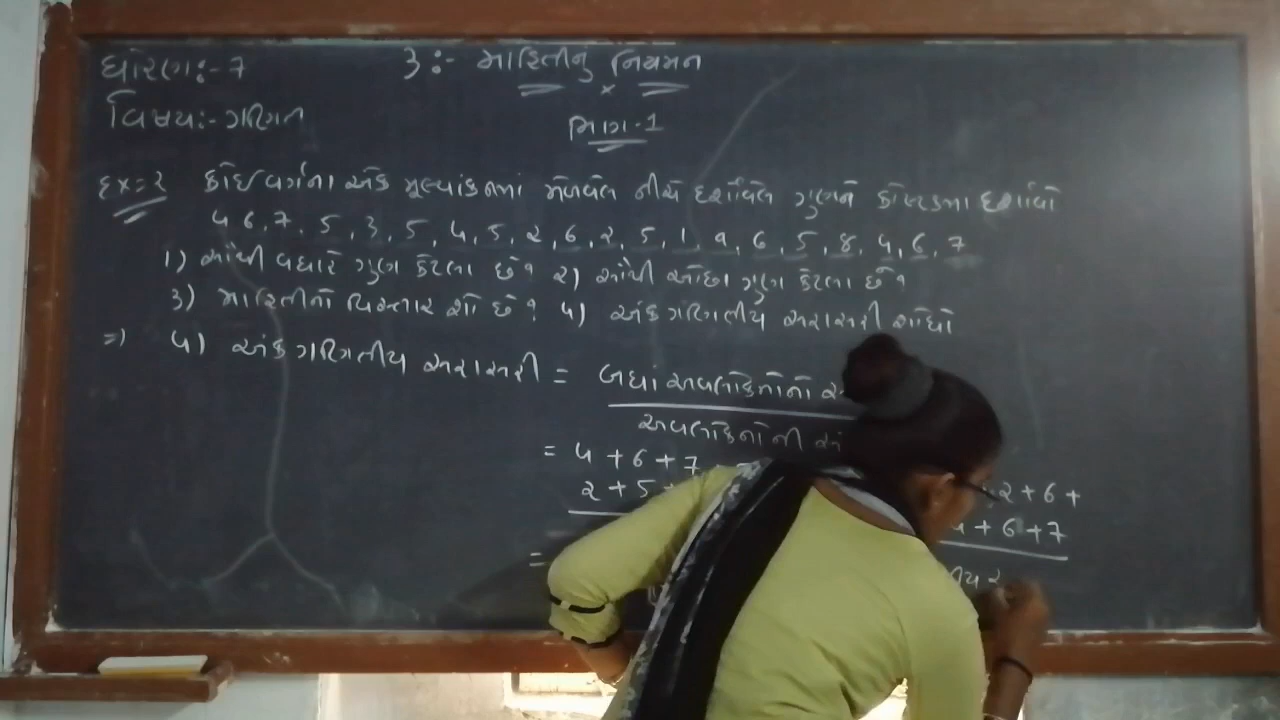 ધોરણ:- 7
3 :- માહિતીનું નિયમન
વિષય:- ગણિત
ભાગ-1
Ex=2 કોઈ વર્ગના એક મૂલ્યાંકનમાં મેળવેલ નીચે દર્શાવેલ ગુણને કોષ્ટકમાં દર્શાવો
4 6, 7, 5, 3, 5, 4, 5, 2, 6, 2, 5, 1, 9, 6, 5, 8, 4, 6, 7
1) સૌથી વધારે ગુણ કેટલા છે ? 2) સૌથી ઓછા ગુણ કેટલા છે ?
3) માહિતીનો વિસ્તાર શો છે ? 4) અંકગણિતીય સરાસરી શોધો
=> 4) અંકગણિતીય સરાસરી = બધાં અવલોકનોનો
અવલોકનોની
= 4 + 6 + 7
2 + 6 +
2 + 5
4 + 6 + 7
=